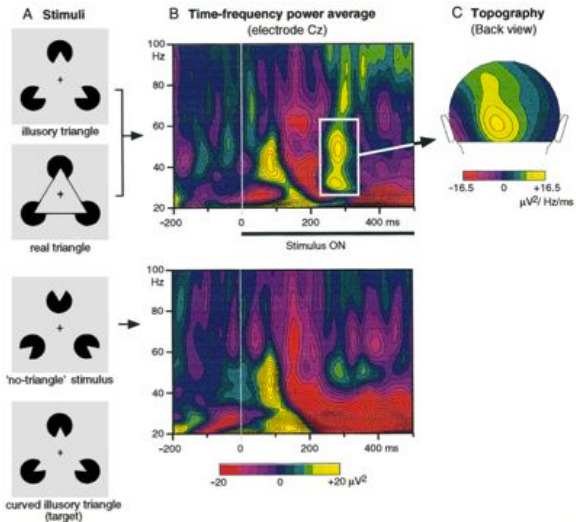 A Stimuli
illusory triangle
real triangle
'no-triangle' stimulus
curved illusory triangle
(target)
B Time-frequency power average
(electrode Cz)
100
Hz
80
60
40
20
-200 0 200 400 ms
Stimulus ON
100
Hz
80
60
40
20
-200 0 200 400 ms
-20 0 +20 µV2
C Topography
(Back view)
-16.5 0 +16.5
µV2/ Hz/ms